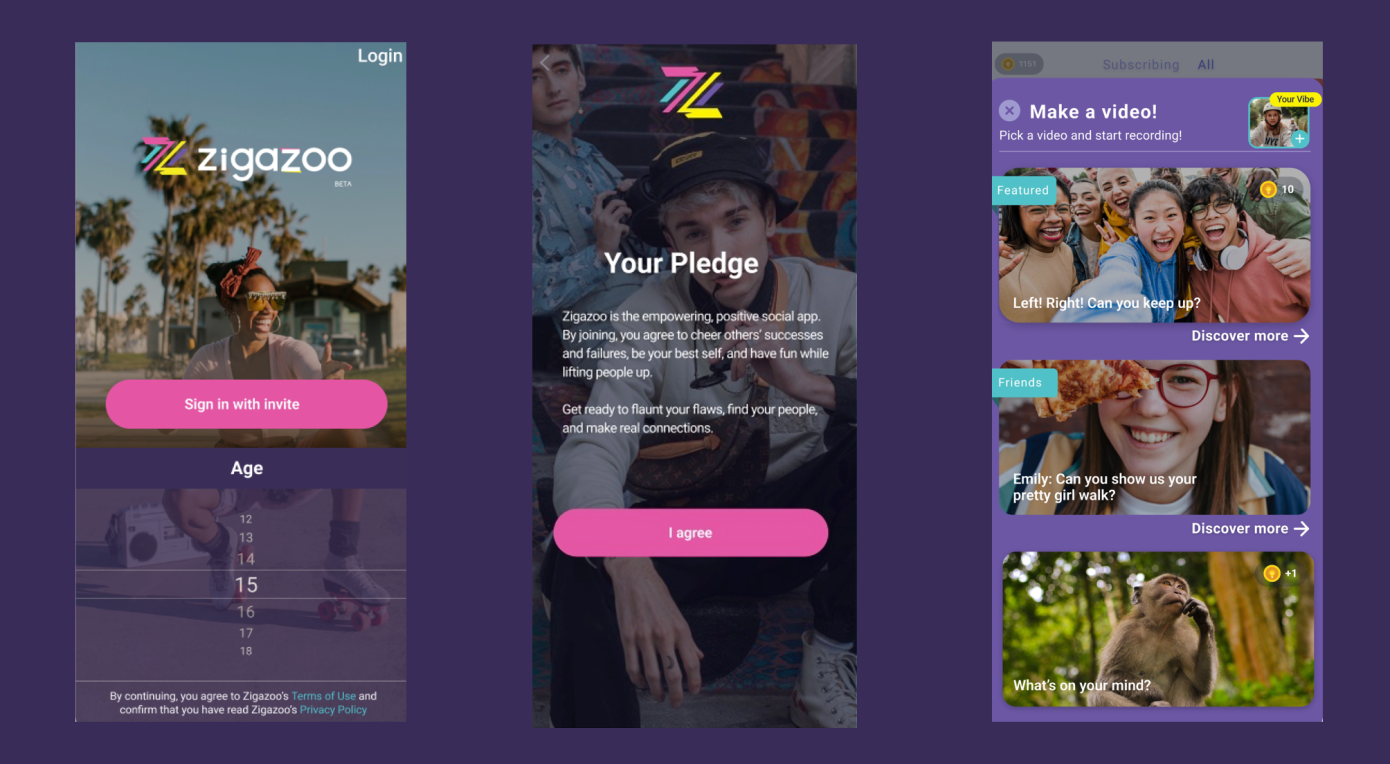 Login
zigazoo
BETA
Sign in with invite
Age
12
13
14
15
16
17
18
By continuing, you agree to Zigazoo's Terms of Use and
confirm that you have read Zigazoo's Privacy Policy
Your Pledge
Zigazoo is the empowering, positive social app.
By joining, you agree to cheer others' successes
and failures, be your best self, and have fun while
lifting people up.
Get ready to flaunt your flaws, find your people,
and make real connections.
I agree
1151
Subscribing All
Your Vibe
Make a video!
Pick a video and start recording!
Featured
10
Left! Right! Can you keep up?
Discover more
Friends
Emily: Can you show us your
pretty girl walk?
Discover more
+1
What's on your mind?